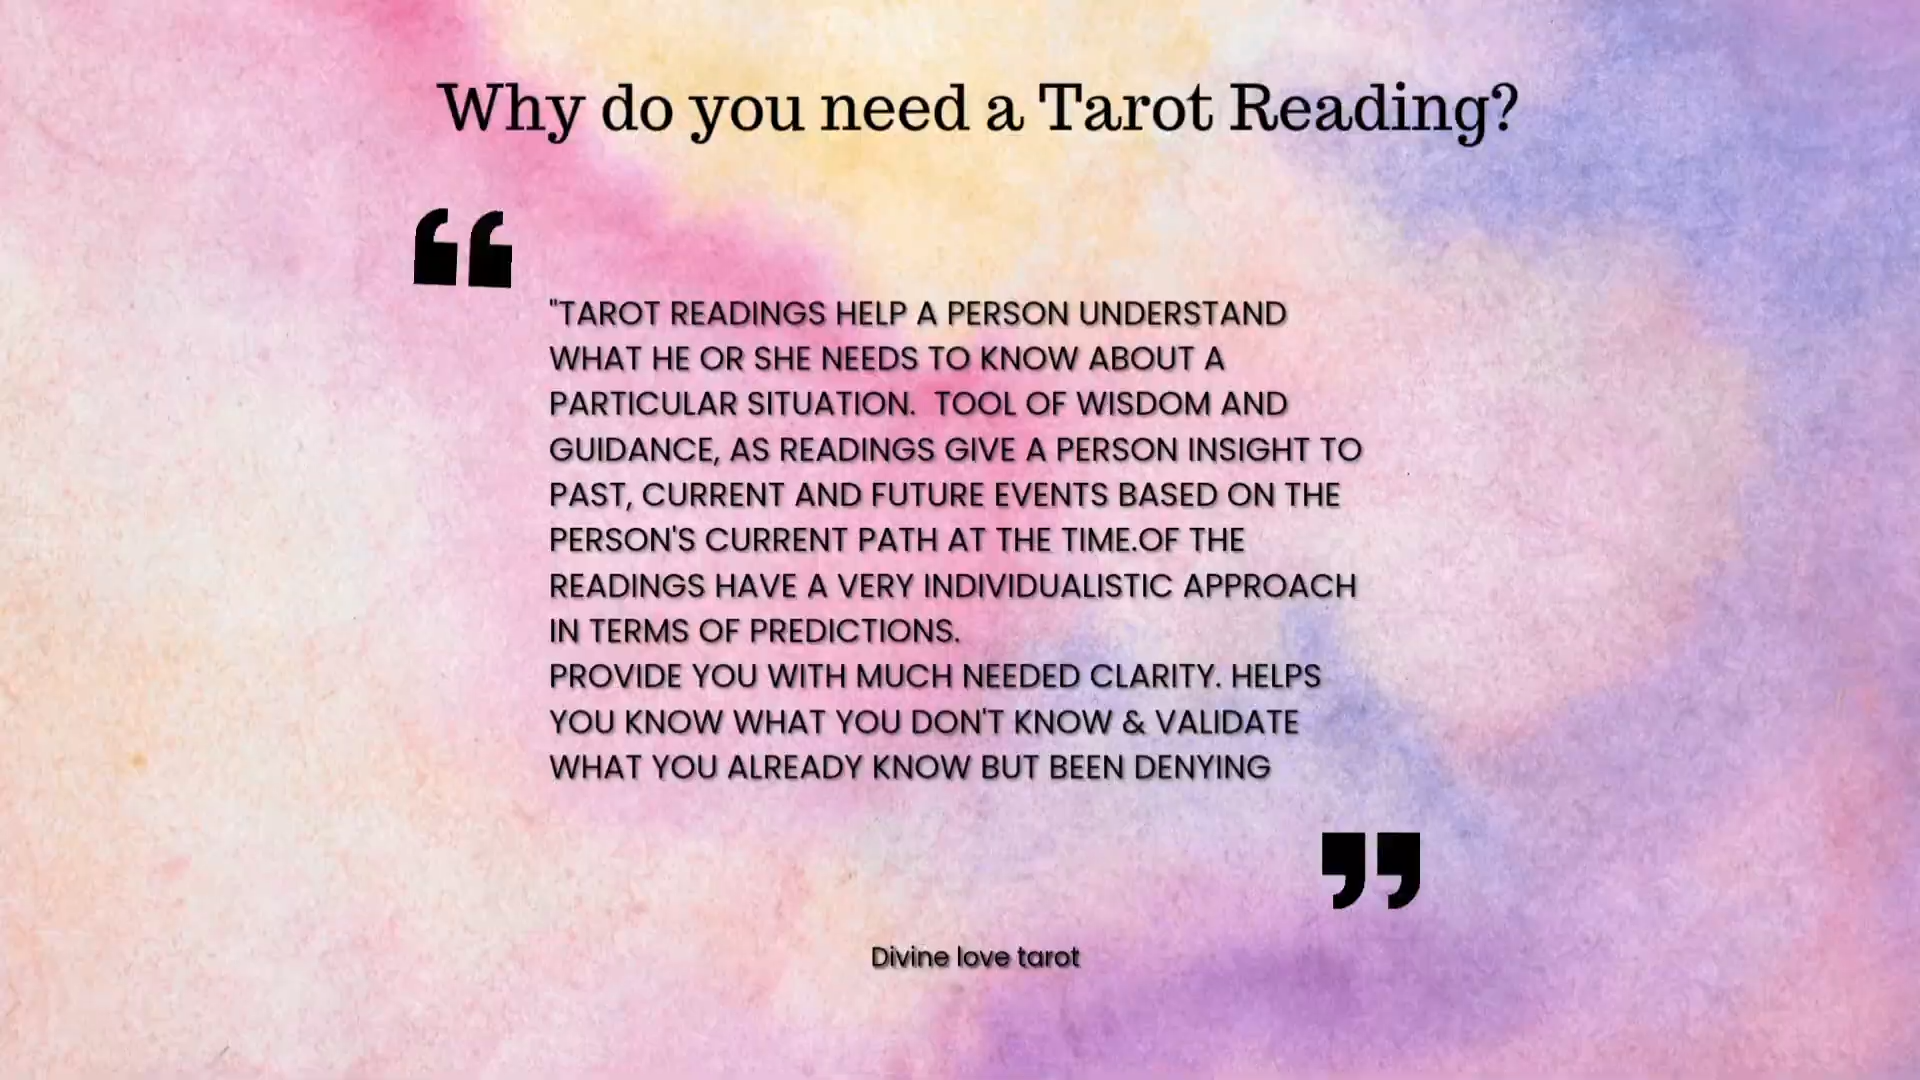 Why do you need a Tarot Reading?
"TAROT READINGS HELP A PERSON UNDERSTAND
WHAT HE OR SHE NEEDS TO KNOW ABOUT A
PARTICULAR SITUATION.  TOOL OF WISDOM AND
GUIDANCE, AS READINGS GIVE A PERSON INSIGHT TO
PAST, CURRENT AND FUTURE EVENTS BASED ON THE
PERSON'S CURRENT PATH AT THE TIME.OF THE
READINGS HAVE A VERY INDIVIDUALISTIC APPROACH
IN TERMS OF PREDICTIONS.
PROVIDE YOU WITH MUCH NEEDED CLARITY. HELPS
YOU KNOW WHAT YOU DON'T KNOW & VALIDATE
WHAT YOU ALREADY KNOW BUT BEEN DENYING
Divine love tarot